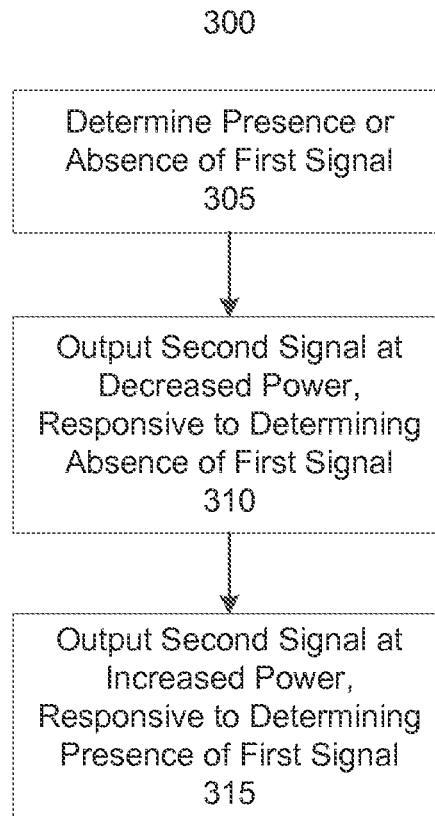 300
Determine Presence or
Absence of First Signal
305
Output Second Signal at
Decreased Power,
Responsive to Determining
Absence of First Signal
310
Output Second Signal at
Increased Power,
Responsive to Determining
Presence of First Signal
315